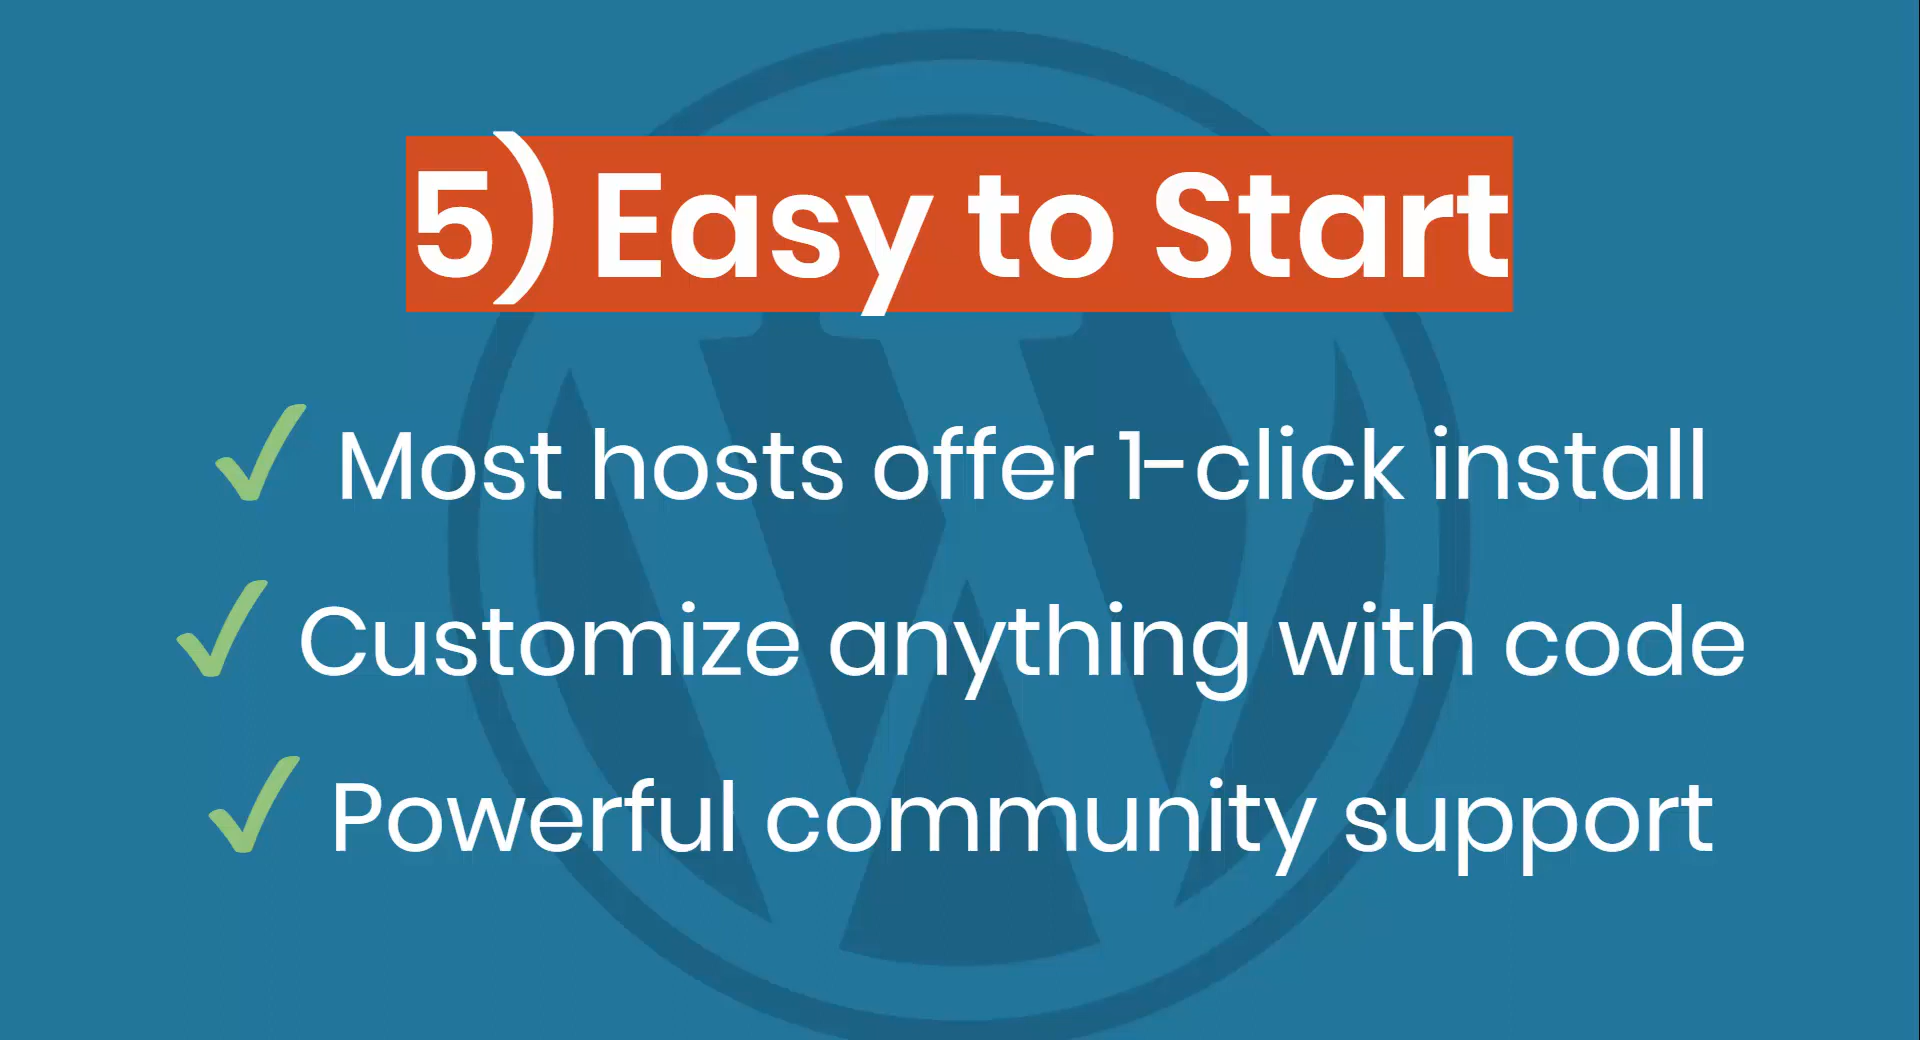 5) Easy to Start
✓ Most hosts offer 1-click install
✓ Customize anything with code
✓ Powerful community support